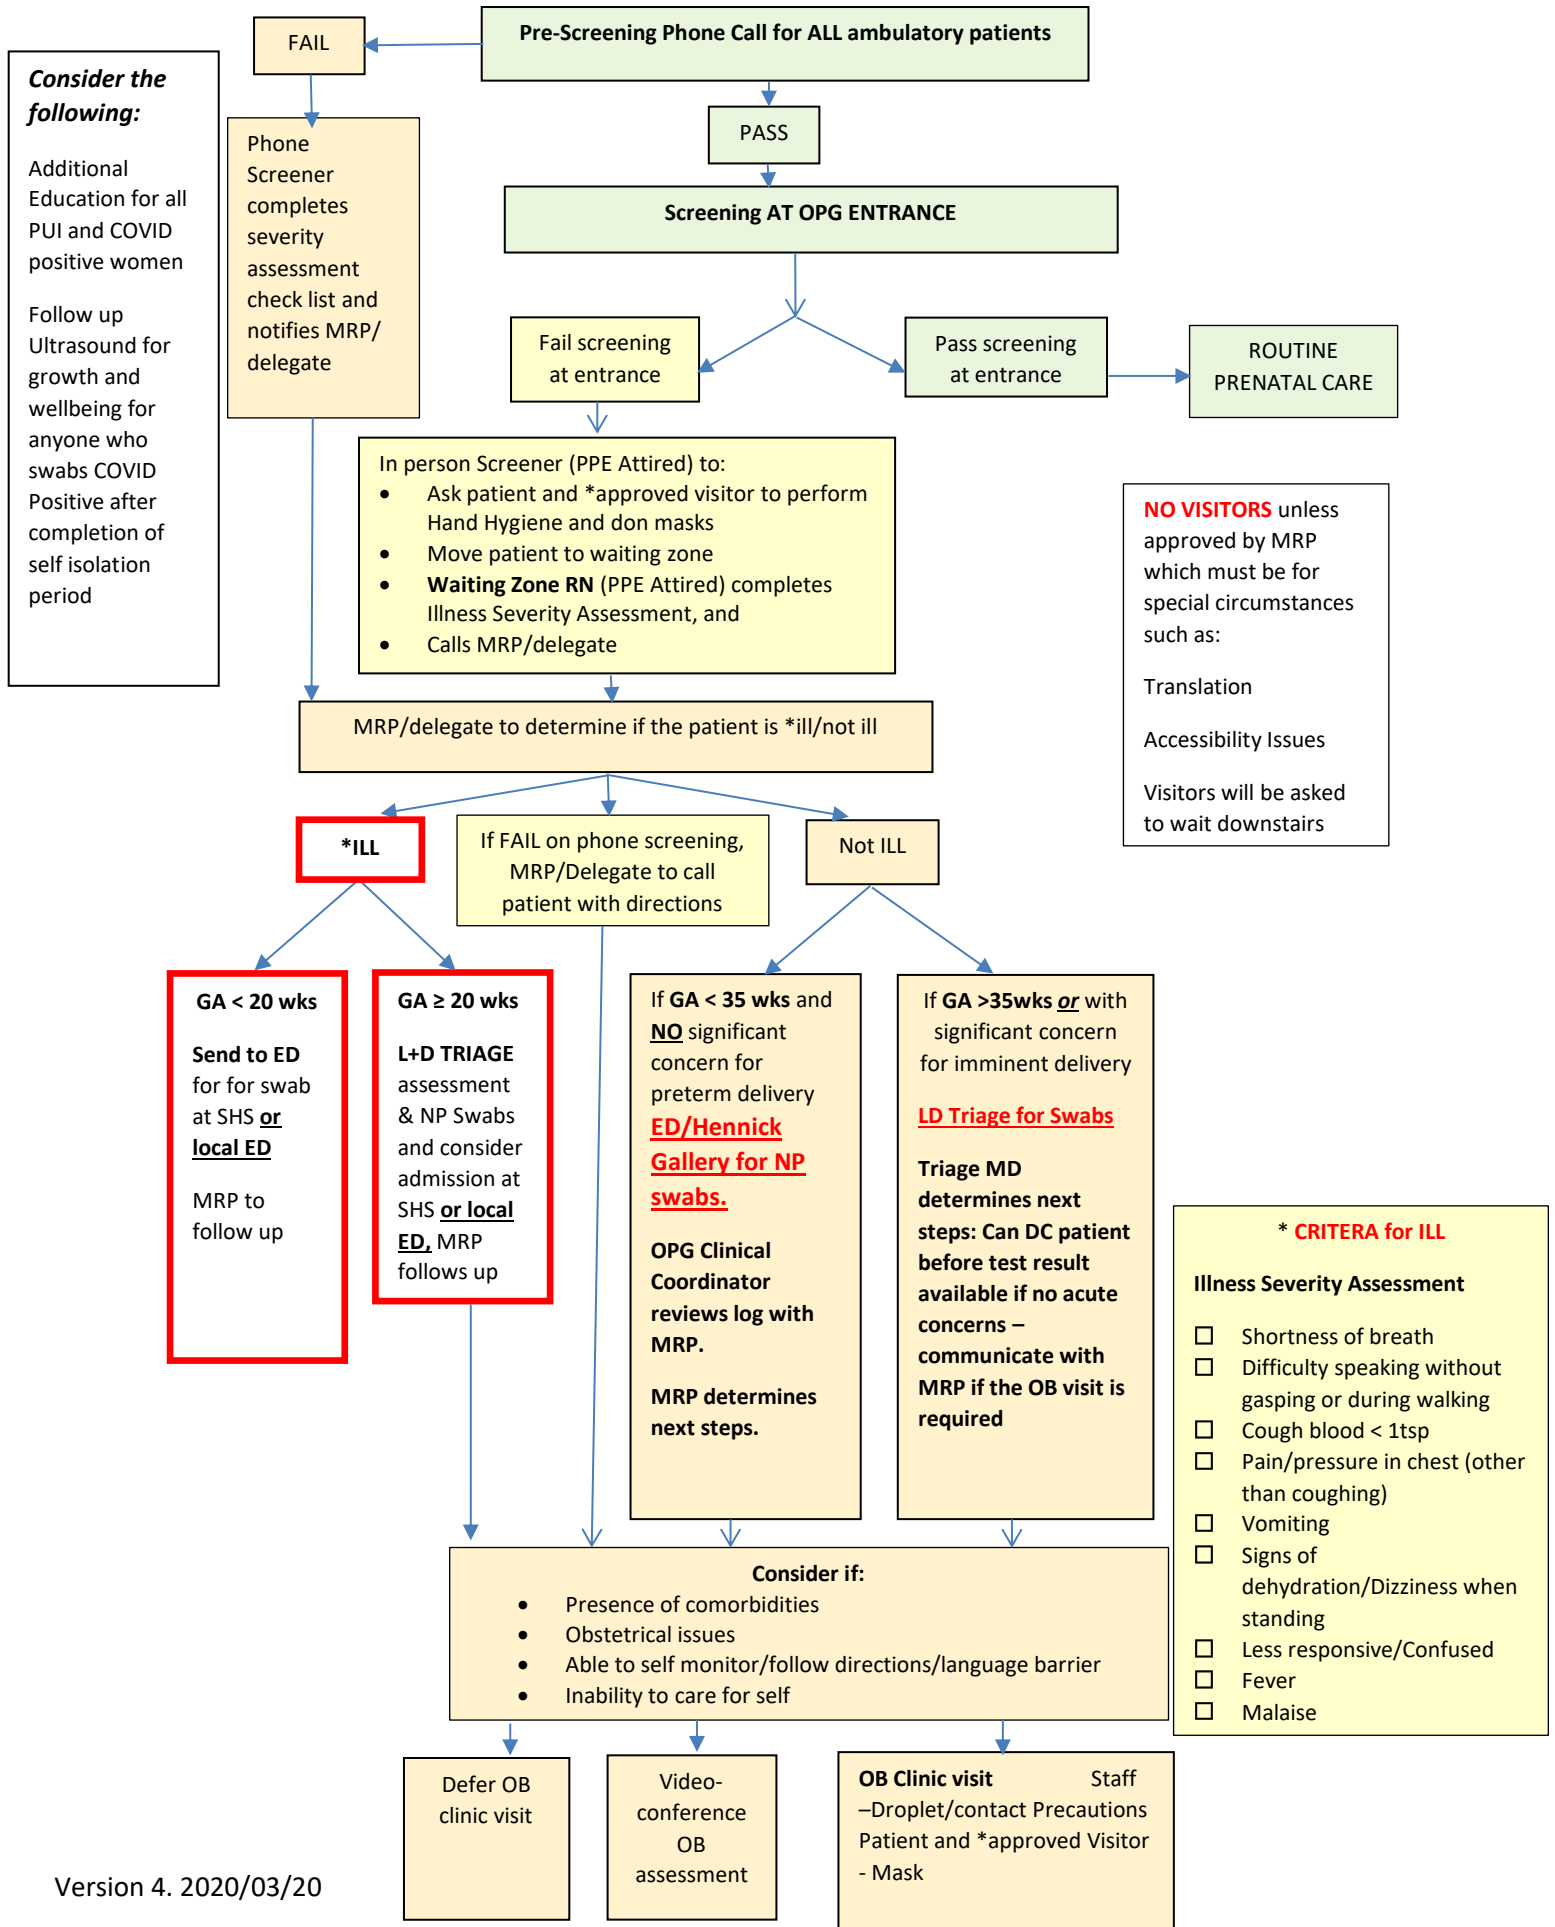 Pre-Screening Phone Call for ALL ambulatory patients
FAIL
PASS
Consider the
following:
Additional
Education for all
PUI and COVID
positive women
Follow up
Ultrasound for
growth and
wellbeing for
anyone who
swabs COVID
Positive after
completion of
self isolation
period
Phone
Screener
completes
severity
assessment
check list and
notifies MRP/
delegate
Screening AT OPG ENTRANCE
Fail screening
at entrance
Pass screening
at entrance
ROUTINE
PRENATAL CARE
In person Screener (PPE Attired) to:
• Ask patient and *approved visitor to perform
Hand Hygiene and don masks
• Move patient to waiting zone
• Waiting Zone RN (PPE Attired) completes
Illness Severity Assessment, and
• Calls MRP/delegate
NO VISITORS unless
approved by MRP
which must be for
special circumstances
such as:
Translation
Accessibility Issues
Visitors will be asked
to wait downstairs
MRP/delegate to determine if the patient is *ill/not ill
*ILL
If FAIL on phone screening,
MRP/Delegate to call
patient with directions
Not ILL
GA < 20 wks
Send to ED
for for swab
at SHS or
local ED
MRP to
follow up
GA ≥ 20 wks
L+D TRIAGE
assessment
& NP Swabs
and consider
admission at
SHS or local
ED, MRP
follows up
If GA < 35 wks and
NO significant
concern for
preterm delivery
ED/Hennick
Gallery for NP
swabs.
OPG Clinical
Coordinator
reviews log with
MRP.
MRP determines
next steps.
If GA >35wks or with
significant concern
for imminent delivery
LD Triage for Swabs
Triage MD
determines next
steps: Can DC patient
before test result
available if no acute
concerns –
communicate with
MRP if the OB visit is
required
* CRITERA for ILL
Illness Severity Assessment
☐ Shortness of breath
☐ Difficulty speaking without
gasping or during walking
☐ Cough blood < 1tsp
☐ Pain/pressure in chest (other
than coughing)
☐ Vomiting
☐ Signs of
dehydration/Dizziness when
standing
☐ Less responsive/Confused
☐ Fever
☐ Malaise
Consider if:
• Presence of comorbidities
• Obstetrical issues
• Able to self monitor/follow directions/language barrier
• Inability to care for self
Defer OB
clinic visit
Video-
conference
OB
assessment
OB Clinic visit Staff
–Droplet/contact Precautions
Patient and *approved Visitor
- Mask
Version 4. 2020/03/20